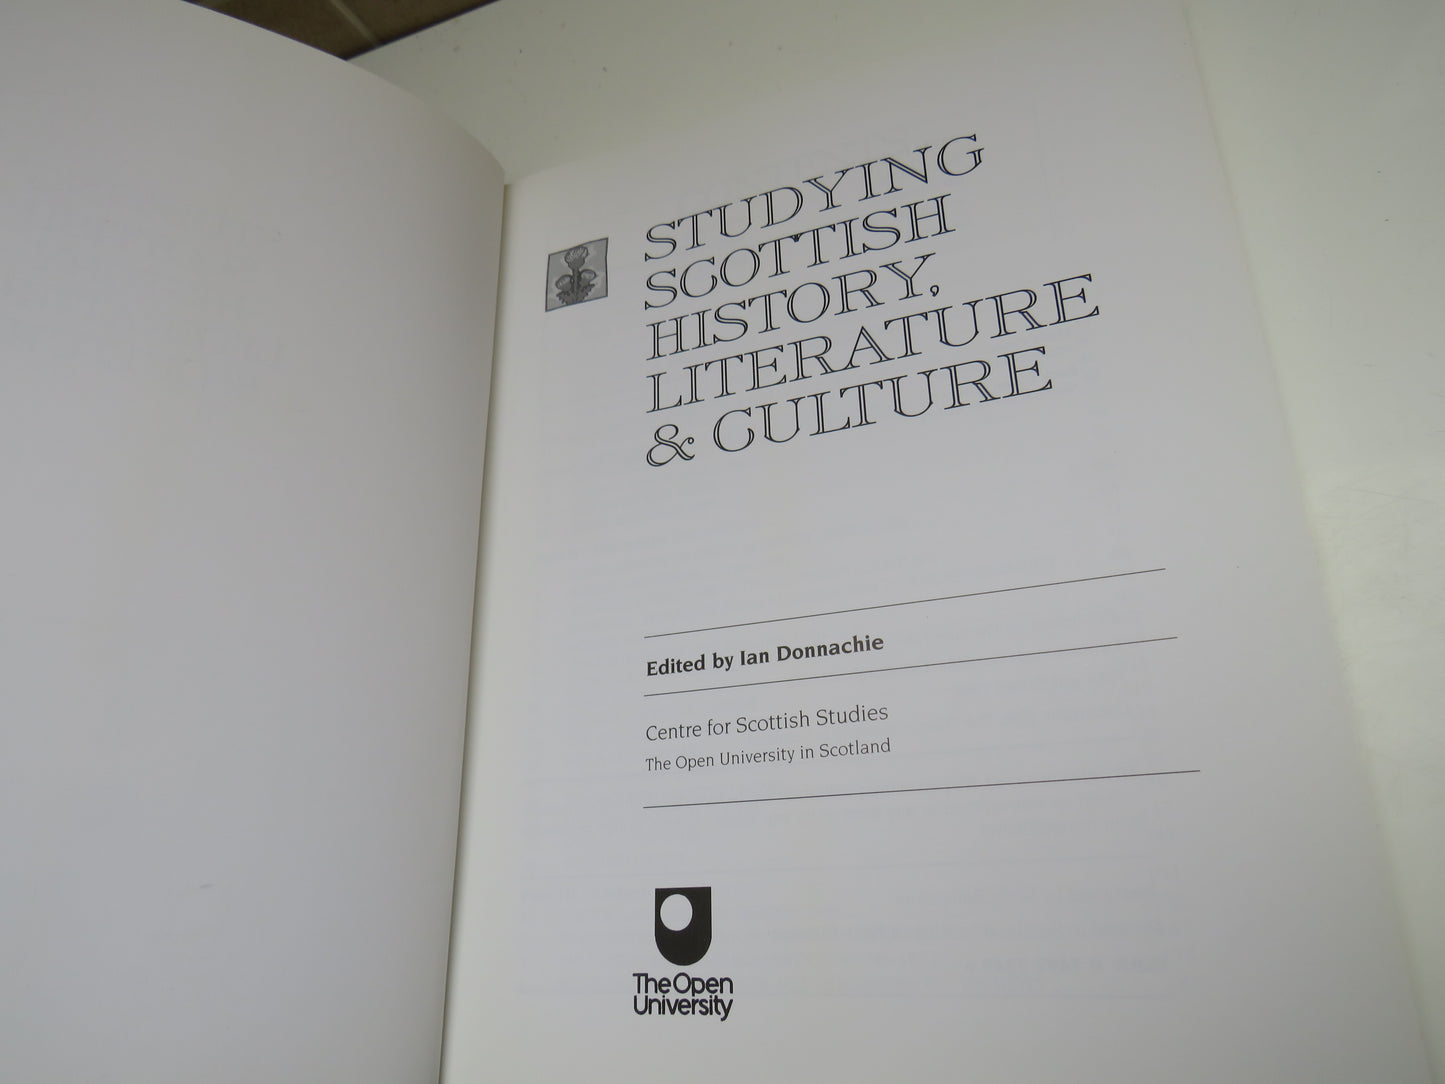 STUDYING
SCOTTISH
HISTORY,
LITERATURE
& CULTURE
Edited by Ian Donnachie
Centre for Scottish Studies
The Open University in Scotland
The Open
University